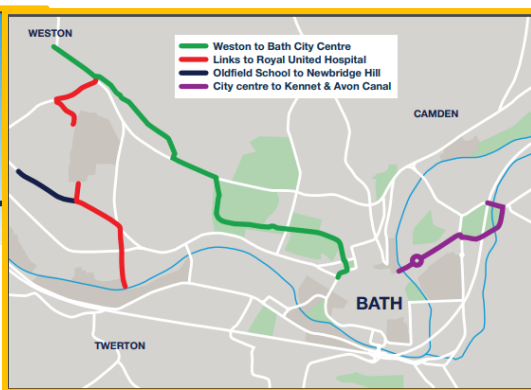 WESTON
Weston to Bath City Centre
Links to Royal United Hospital
Oldfield School to Newbridge Hill
City centre to Kennet & Avon Canal
CAMDEN
BATH
TWERTON